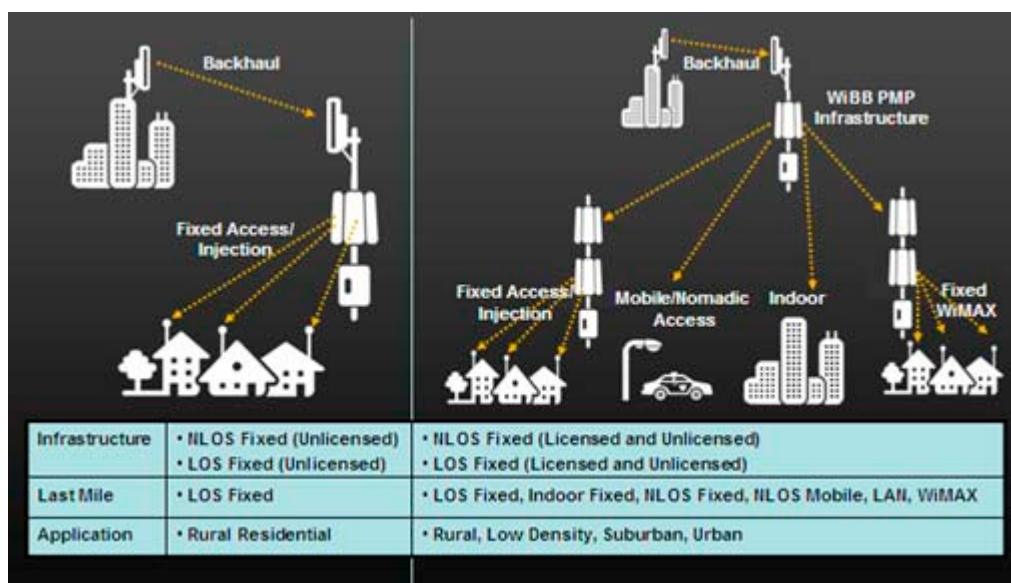 Backhaul
Fixed Access/
Injection
Backhaul
WiBB PMP
Infrastructure
Fixed Access/
Injection
Mobile/Nomadic
Access
Indoor
Fixed
WiMAX
Infrastructure
• NLOS Fixed (Unlicensed)
• LOS Fixed (Unlicensed)
• NLOS Fixed (Licensed and Unlicensed)
• LOS Fixed (Licensed and Unlicensed)
Last Mile
• LOS Fixed
• LOS Fixed, Indoor Fixed, NLOS Fixed, NLOS Mobile, LAN, WiMAX
Application
• Rural Residential
• Rural, Low Density, Suburban, Urban